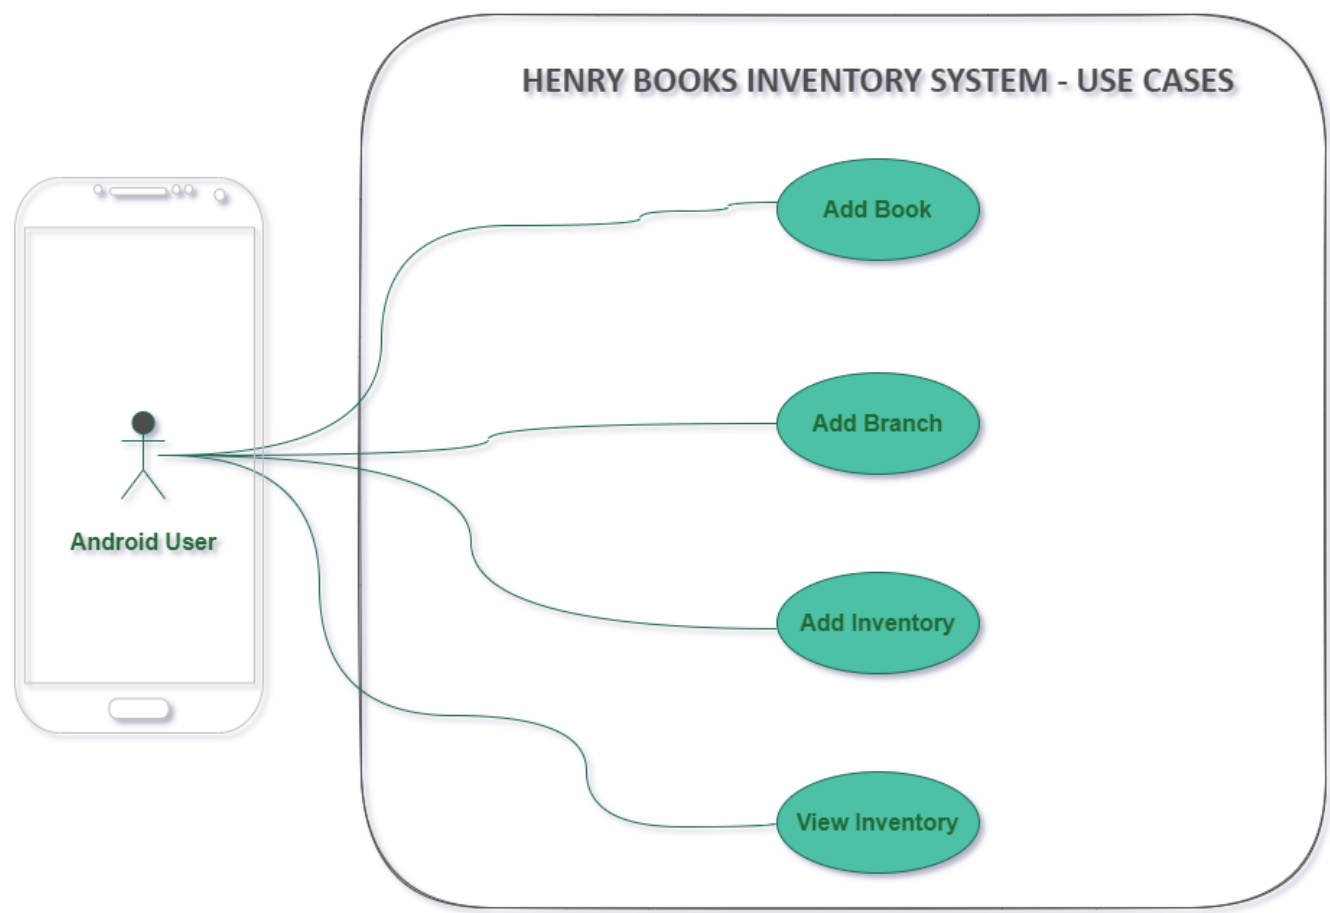 HENRY BOOKS INVENTORY SYSTEM - USE CASES
Add Book
Add Branch
Android User
Add Inventory
View Inventory